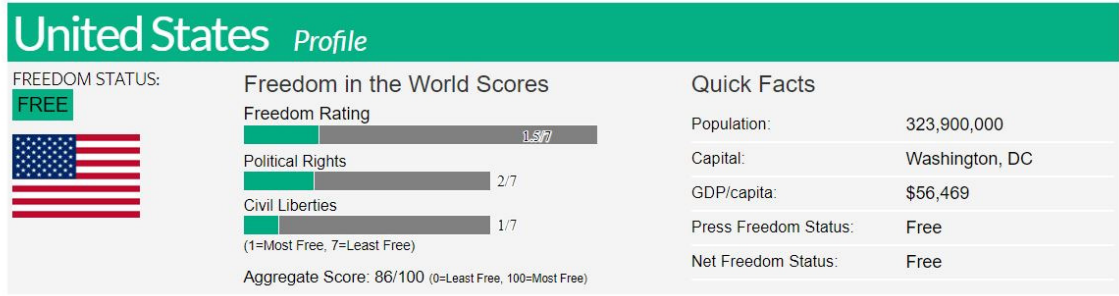 United States Profile
FREEDOM STATUS:
FREE
Freedom in the World Scores
Freedom Rating
1.5/7
Political Rights
2/7
Civil Liberties
1/7
(1=Most Free, 7=Least Free)
Aggregate Score: 86/100 (0=Least Free, 100=Most Free)
Quick Facts
Population: 323,900,000
Capital: Washington, DC
GDP/capita: $56,469
Press Freedom Status: Free
Net Freedom Status: Free